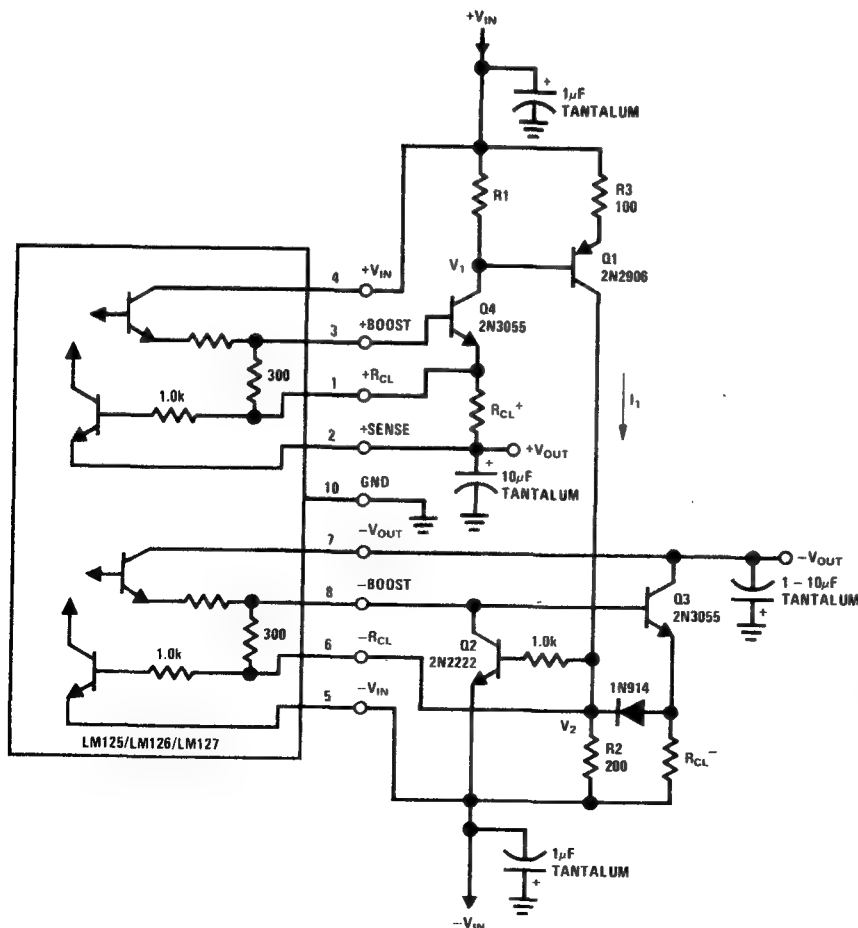 +VIN
+
1µF
TANTALUM
R1
R3
100
4
+VIN
V1
Q1
2N2906
Q4
2N3055
3
+BOOST
300
1
+RCL
1.0k
RCL+
I1
2
+SENSE
+VOUT
+
10µF
TANTALUM
10
GND
7
−VOUT
−VOUT
8
−BOOST
Q3
2N3055
1 – 10µF
TANTALUM
+
Q2
2N2222
1.0k
300
6
−RCL
1.0k
1N914
5
−VIN
V2
R2
200
RCL−
LM125/LM126/LM127
1µF
TANTALUM
+
−VIN